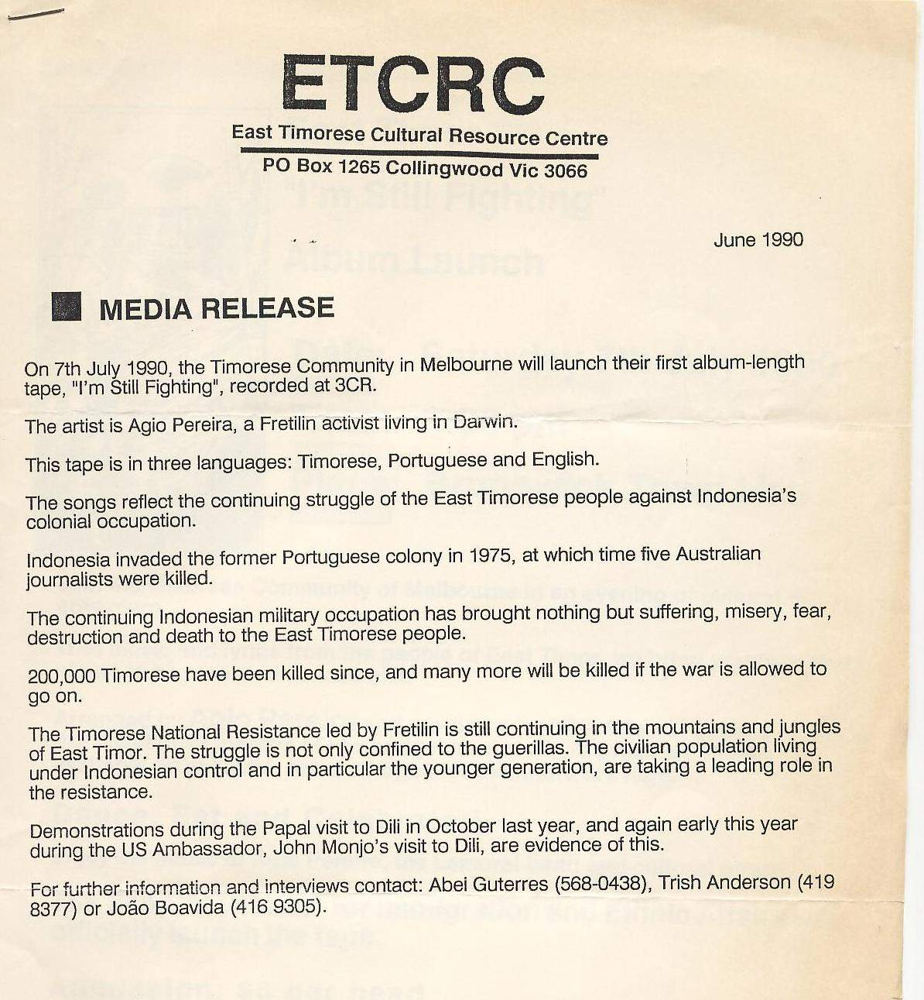 ETCRC
East Timorese Cultural Resource Centre
PO Box 1265 Collingwood Vic 3066
"I'm Still Fighting"
June 1990
Album Launch
MEDIA RELEASE
On 7th July 1990, the Timorese Community in Melbourne will launch their first album-length
tape, "I'm Still Fighting", recorded at 3CR.
The artist is Agio Pereira, a Fretilin activist living in Darwin.
This tape is in three languages: Timorese, Portuguese and English.
The songs reflect the continuing struggle of the East Timorese people against Indonesia's
colonial occupation.
Indonesia invaded the former Portuguese colony in 1975, at which time five Australian
journalists were killed.
The continuing Indonesian military occupation has brought nothing but suffering, misery, fear,
destruction and death to the East Timorese people.
200,000 Timorese have been killed since, and many more will be killed if the war is allowed to
go on.
The Timorese National Resistance led by Fretilin is still continuing in the mountains and jungles
of East Timor. The struggle is not only confined to the guerillas. The civilian population living
under Indonesian control and in particular the younger generation, are taking a leading role in
the resistance.
Demonstrations during the Papal visit to Dili in October last year, and again early this year
during the US Ambassador, John Monjo's visit to Dili, are evidence of this.
For further information and interviews contact: Abei Guterres (568-0438), Trish Anderson (419
8377) or João Boavida (416 9305).